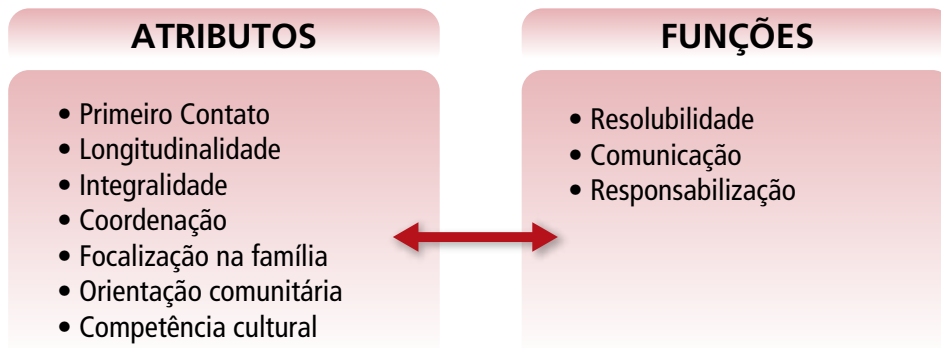 ATRIBUTOS
• Primeiro Contato
• Longitudinalidade
• Integralidade
• Coordenação
• Focalização na família
• Orientação comunitária
• Competência cultural
FUNÇÕES
• Resolubilidade
• Comunicação
• Responsabilização